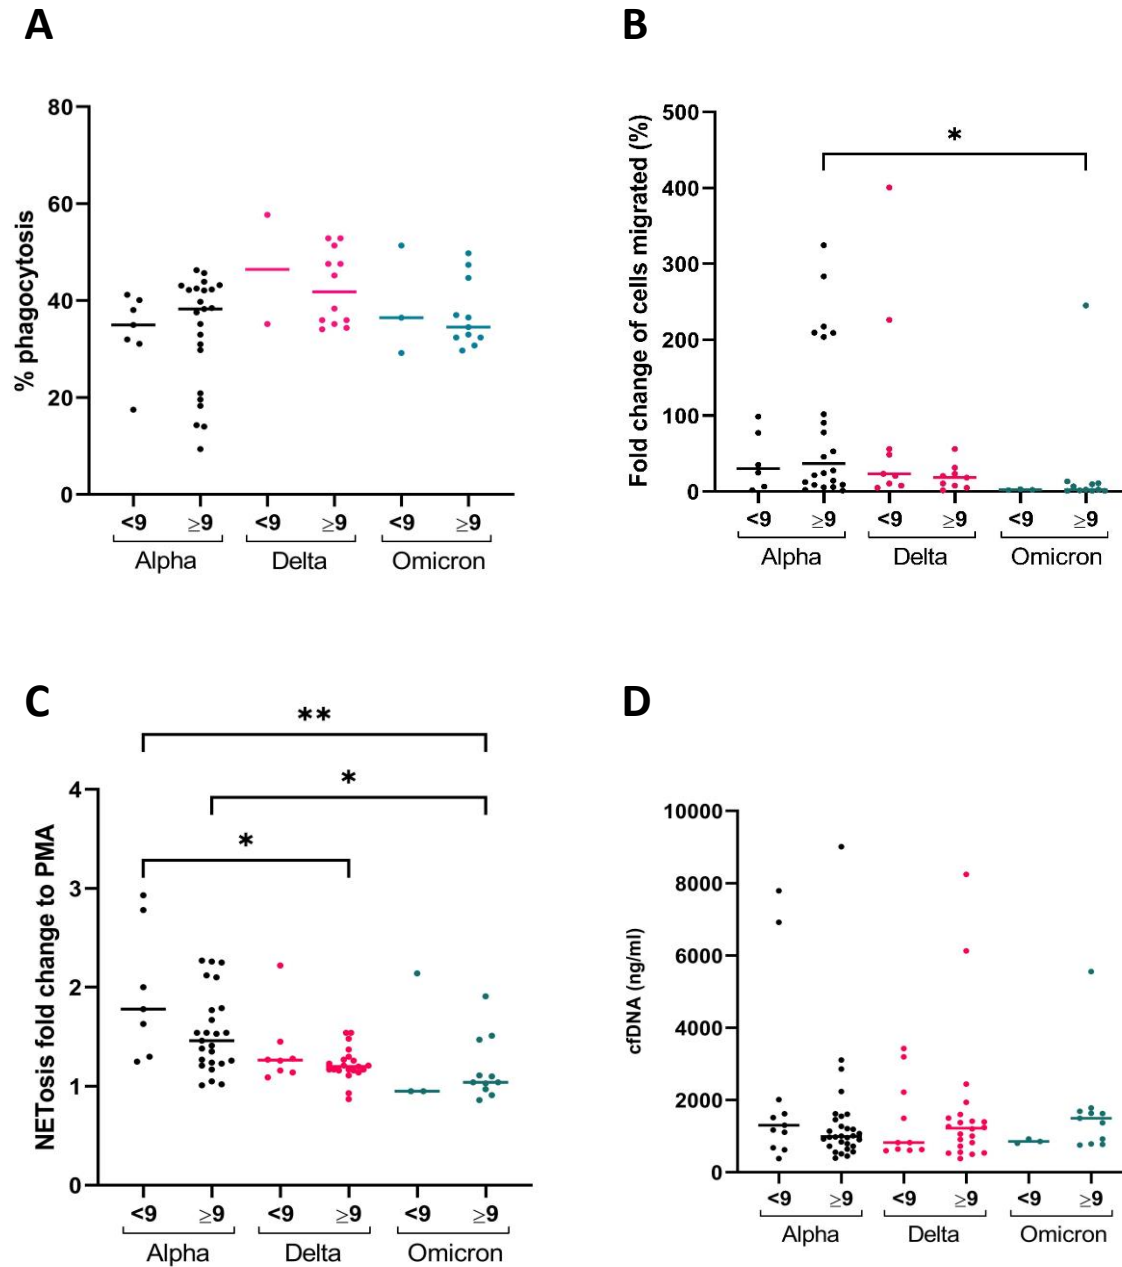 A
% phagocytosis
80
60
40
20
0
<9 ≥9 <9 ≥9 <9 ≥9
Alpha Delta Omicron
B
Fold change of cells migrated (%)
500
400
300
200
100
0
*
<9 ≥9 <9 ≥9 <9 ≥9
Alpha Delta Omicron
C
**
*
*
NETosis fold change to PMA
4
3
2
1
0
<9 ≥9 <9 ≥9 <9 ≥9
Alpha Delta Omicron
D
cfDNA (ng/ml)
10000
8000
6000
4000
2000
0
<9 ≥9 <9 ≥9 <9 ≥9
Alpha Delta Omicron